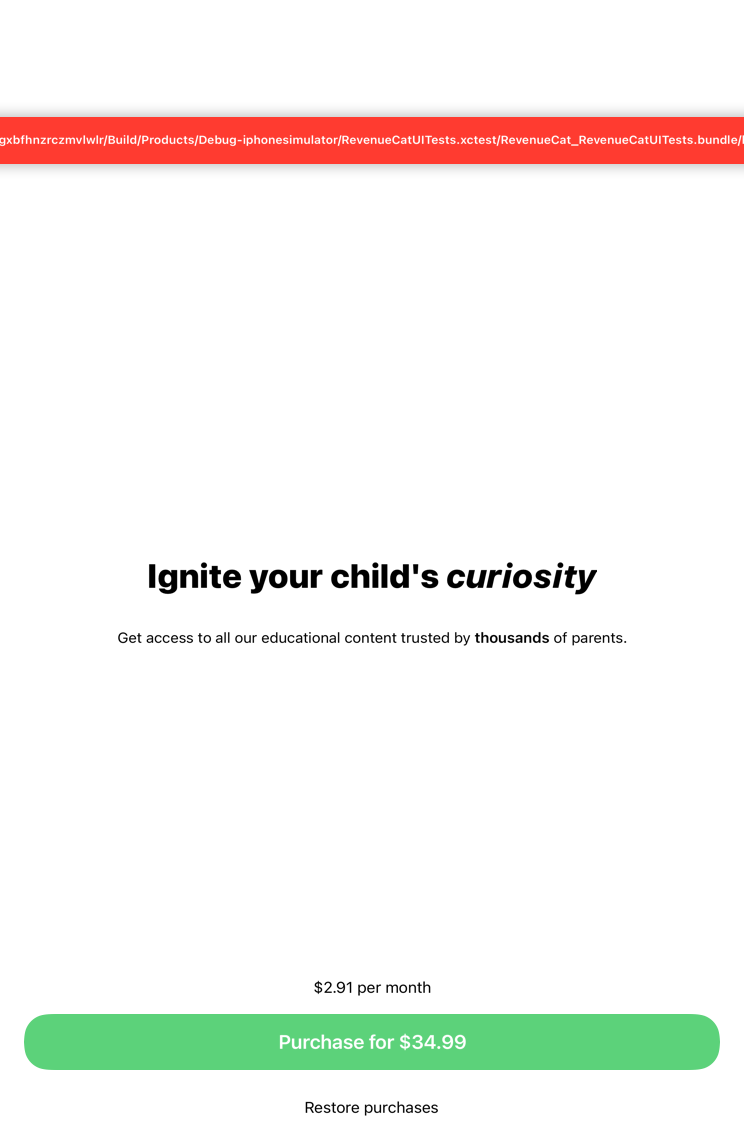 gxbfhnzrczmvlwlr/Build/Products/Debug-iphonesimulator/RevenueCatUITests.xctest/RevenueCat_RevenueCatUITests.bundle/
Ignite your child's curiosity
Get access to all our educational content trusted by thousands of parents.
$2.91 per month
Purchase for $34.99
Restore purchases